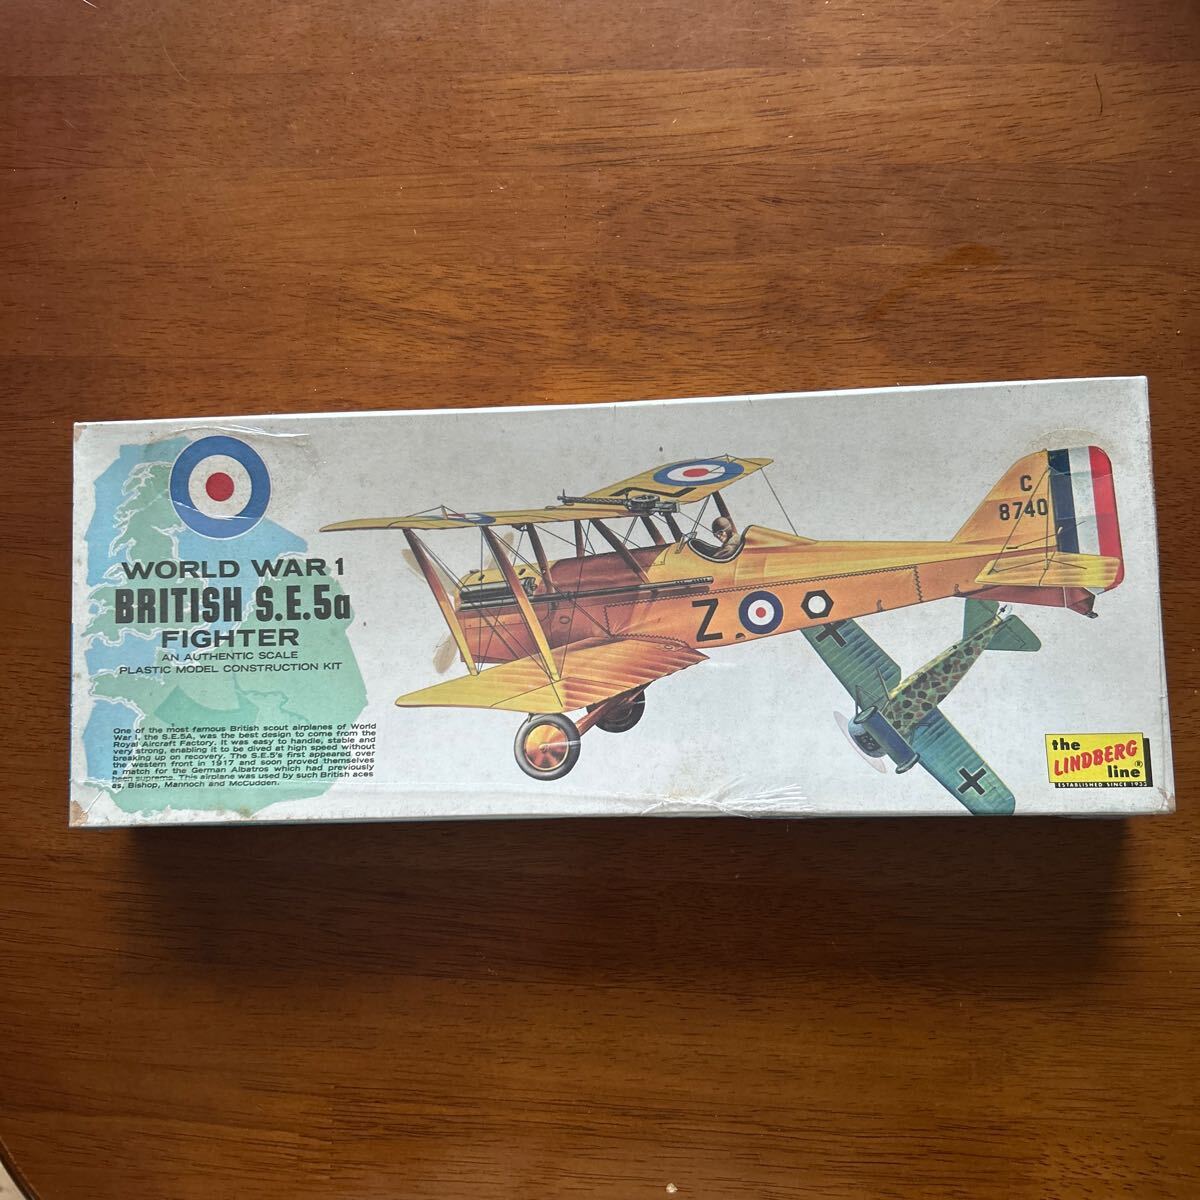 WORLD WAR 1
BRITISH S.E.5a
FIGHTER
AN AUTHENTIC SCALE
PLASTIC MODEL CONSTRUCTION KIT
One of the most famous British scout airplanes of World
War I, the S.E.5A, was the best design to come from the
Royal Aircraft Factory. It was easy to handle, stable and
very strong, enabling it to be dived at high speed without
breaking up on recovery. The S.E.5's first appeared over
the western front in 1917 and soon proved themselves
a match for the German Albatros which had previously
been supreme. This airplane was used by such British aces
as, Bishop, Mannoch and McCudden.
C
8740
Z
the
LINDBERG ®
line
ESTABLISHED SINCE 1933